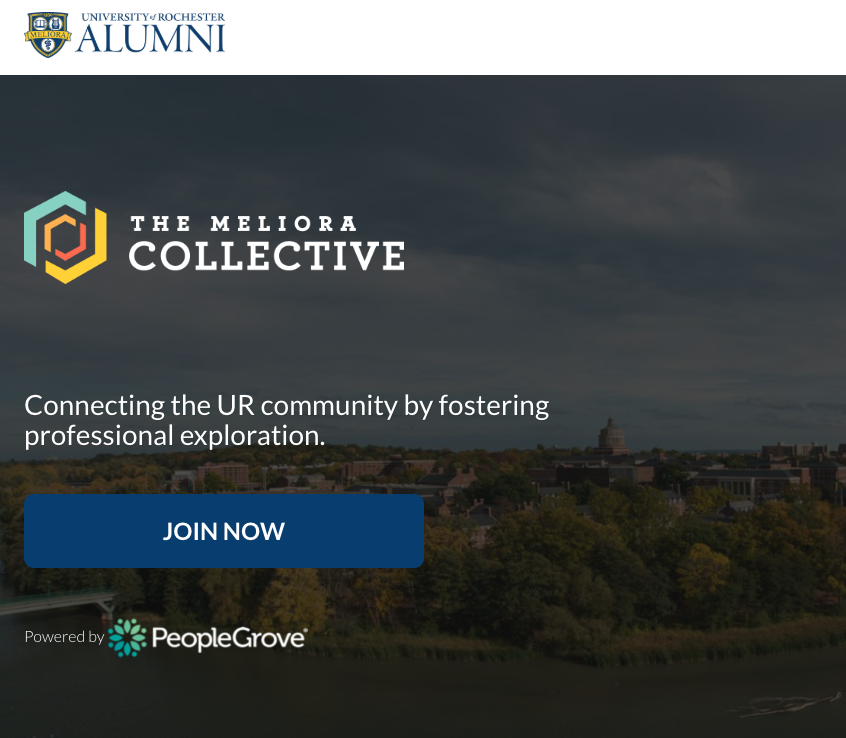 UNIVERSITY of ROCHESTER
ALUMNI
MELIORA
THE MELIORA
COLLECTIVE
Connecting the UR community by fostering
professional exploration.
JOIN NOW
Powered by PeopleGrove